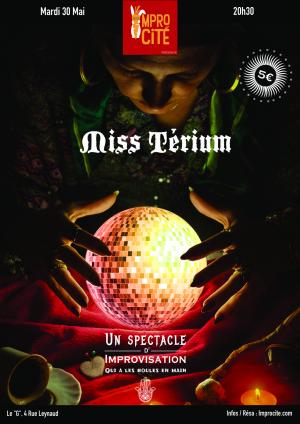 Mardi 30 Mai
20h30
IMPRO
CITÉ
PRÉSENTE
5€
Miss Térium
UN SPECTACLE
D'
IMPROVISATION
QUI A LES BOULES EN MAIN
Le "G", 4 Rue Leynaud
Infos / Résa : Improcite.com